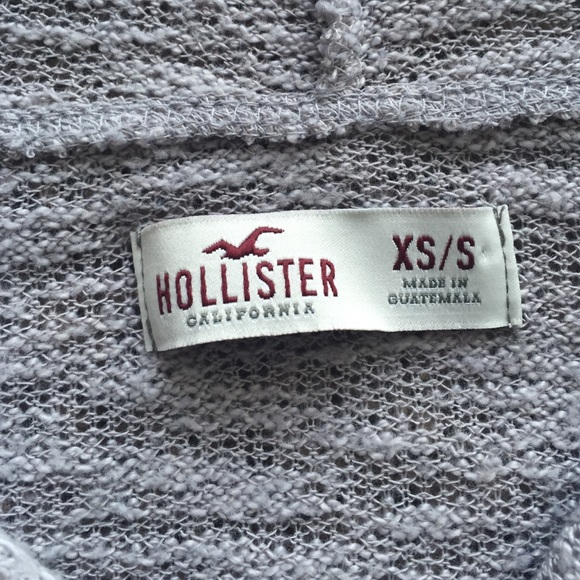 HOLLISTER
CALIFORNIA
XS/S
MADE IN
GUATEMALA